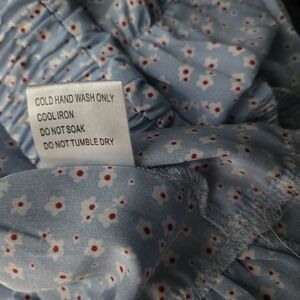 COLD HAND WASH ONLY
COOL IRON
DO NOT SOAK
DO NOT TUMBLE DRY